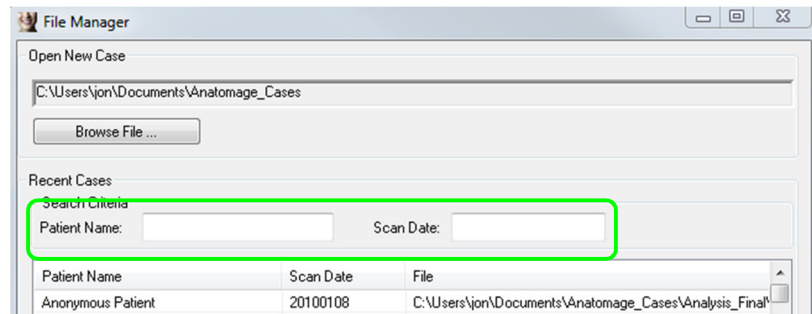 File Manager
Open New Case
C:\Users\jon\Documents\Anatomage_Cases
Browse File ...
Recent Cases
Search Criteria
Patient Name: Scan Date:
Patient Name Scan Date File
Anonymous Patient 20100108 C:\Users\jon\Documents\Anatomage_Cases\Analysis_Final\